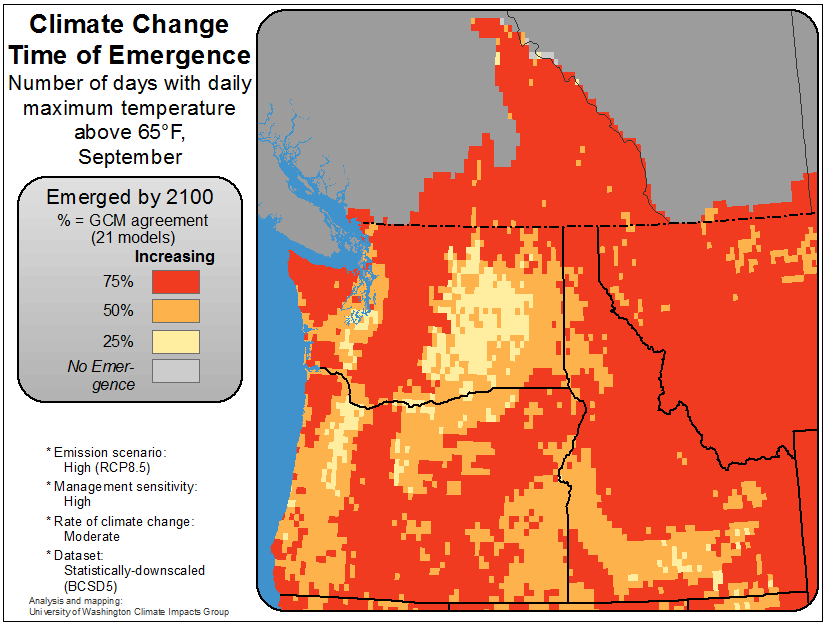 Climate Change
Time of Emergence
Number of days with daily
maximum temperature
above 65°F,
September
Emerged by 2100
% = GCM agreement
(21 models)
Increasing
75%
50%
25%
No Emer-
gence
* Emission scenario:
High (RCP8.5)
* Management sensitivity:
High
* Rate of climate change:
Moderate
* Dataset:
Statistically-downscaled
(BCSD5)
Analysis and mapping:
University of Washington Climate Impacts Group